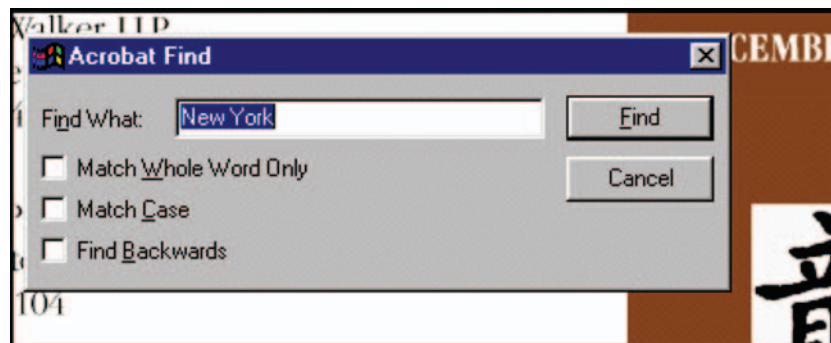 Walker LLP
CEMBE
Acrobat Find
Find What: New York
Find
Match Whole Word Only
Cancel
Match Case
Find Backwards
104